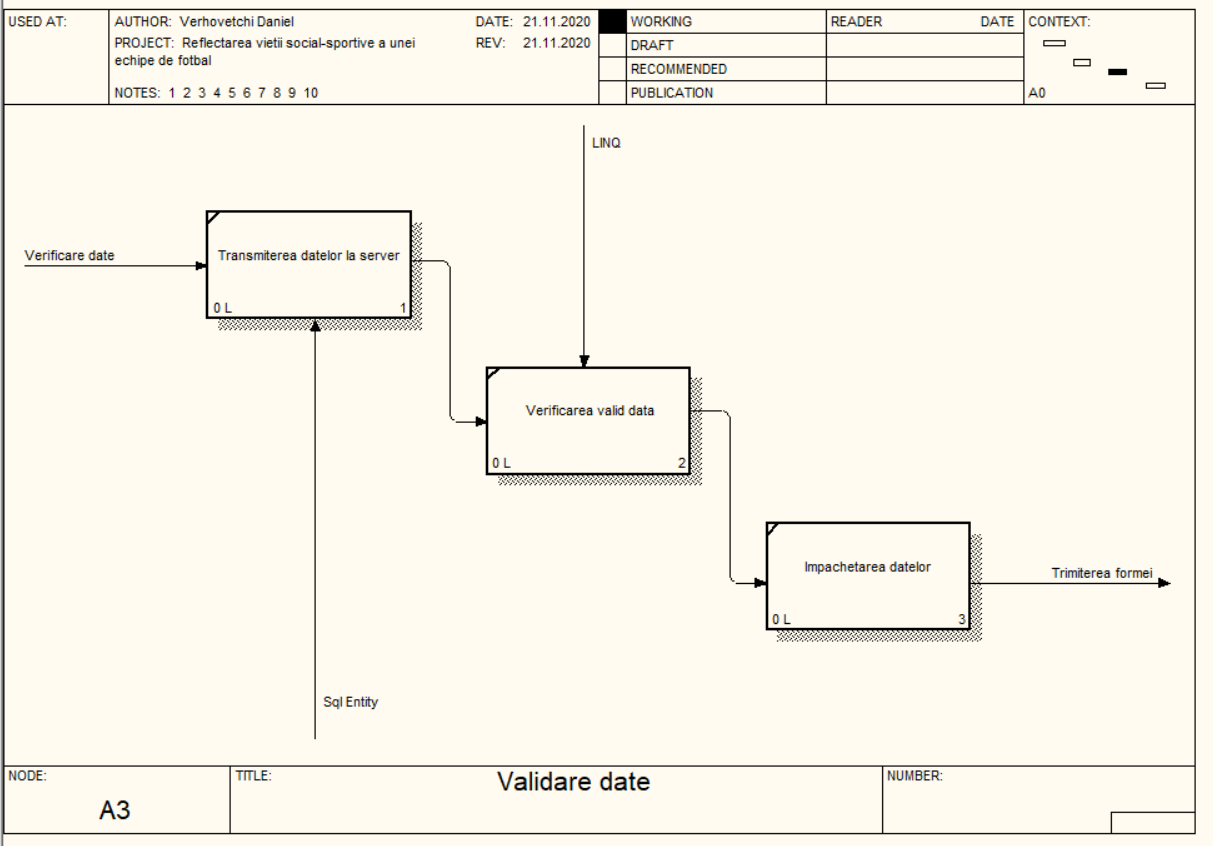 USED AT:
AUTHOR: Verhovetchi Daniel
DATE: 21.11.2020
PROJECT: Reflectarea vietii social-sportive a unei
echipe de fotbal
REV: 21.11.2020
NOTES: 1 2 3 4 5 6 7 8 9 10
WORKING
DRAFT
RECOMMENDED
PUBLICATION
READER DATE
CONTEXT:
A0
LINQ
Verificare date
Transmiterea datelor la server
0 L 1
Verificarea valid data
0 L 2
Impachetarea datelor
0 L 3
Trimiterea formei
Sql Entity
NODE:
A3
TITLE:
Validare date
NUMBER: